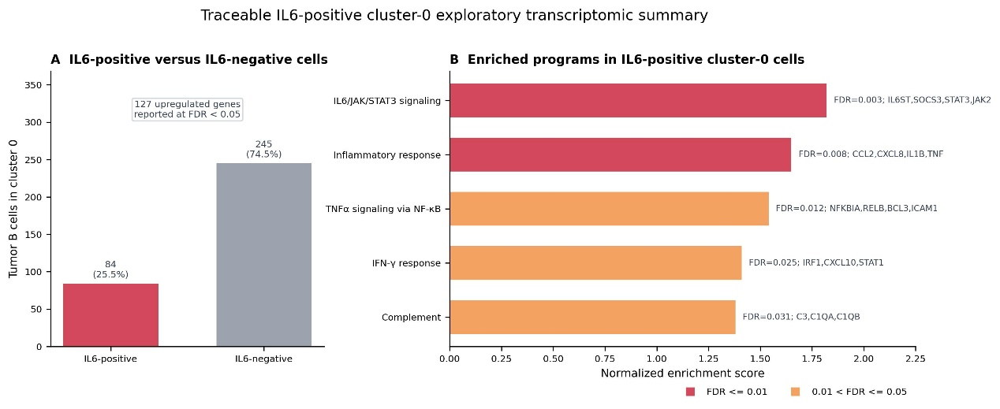 Traceable IL6-positive cluster-0 exploratory transcriptomic summary
A IL6-positive versus IL6-negative cells
Tumor B cells in cluster 0
350
300
250
200
150
100
50
0
127 upregulated genes
reported at FDR < 0.05
84
(25.5%)
245
(74.5%)
IL6-positive
IL6-negative
B Enriched programs in IL6-positive cluster-0 cells
IL6/JAK/STAT3 signaling
FDR=0.003; IL6ST,SOCS3,STAT3,JAK2
Inflammatory response
FDR=0.008; CCL2,CXCL8,IL1B,TNF
TNFα signaling via NF-κB
FDR=0.012; NFKBIA,RELB,BCL3,ICAM1
IFN-γ response
FDR=0.025; IRF1,CXCL10,STAT1
Complement
FDR=0.031; C3,C1QA,C1QB
0.00 0.25 0.50 0.75 1.00 1.25 1.50 1.75 2.00 2.25
Normalized enrichment score
FDR <= 0.01
0.01 < FDR <= 0.05